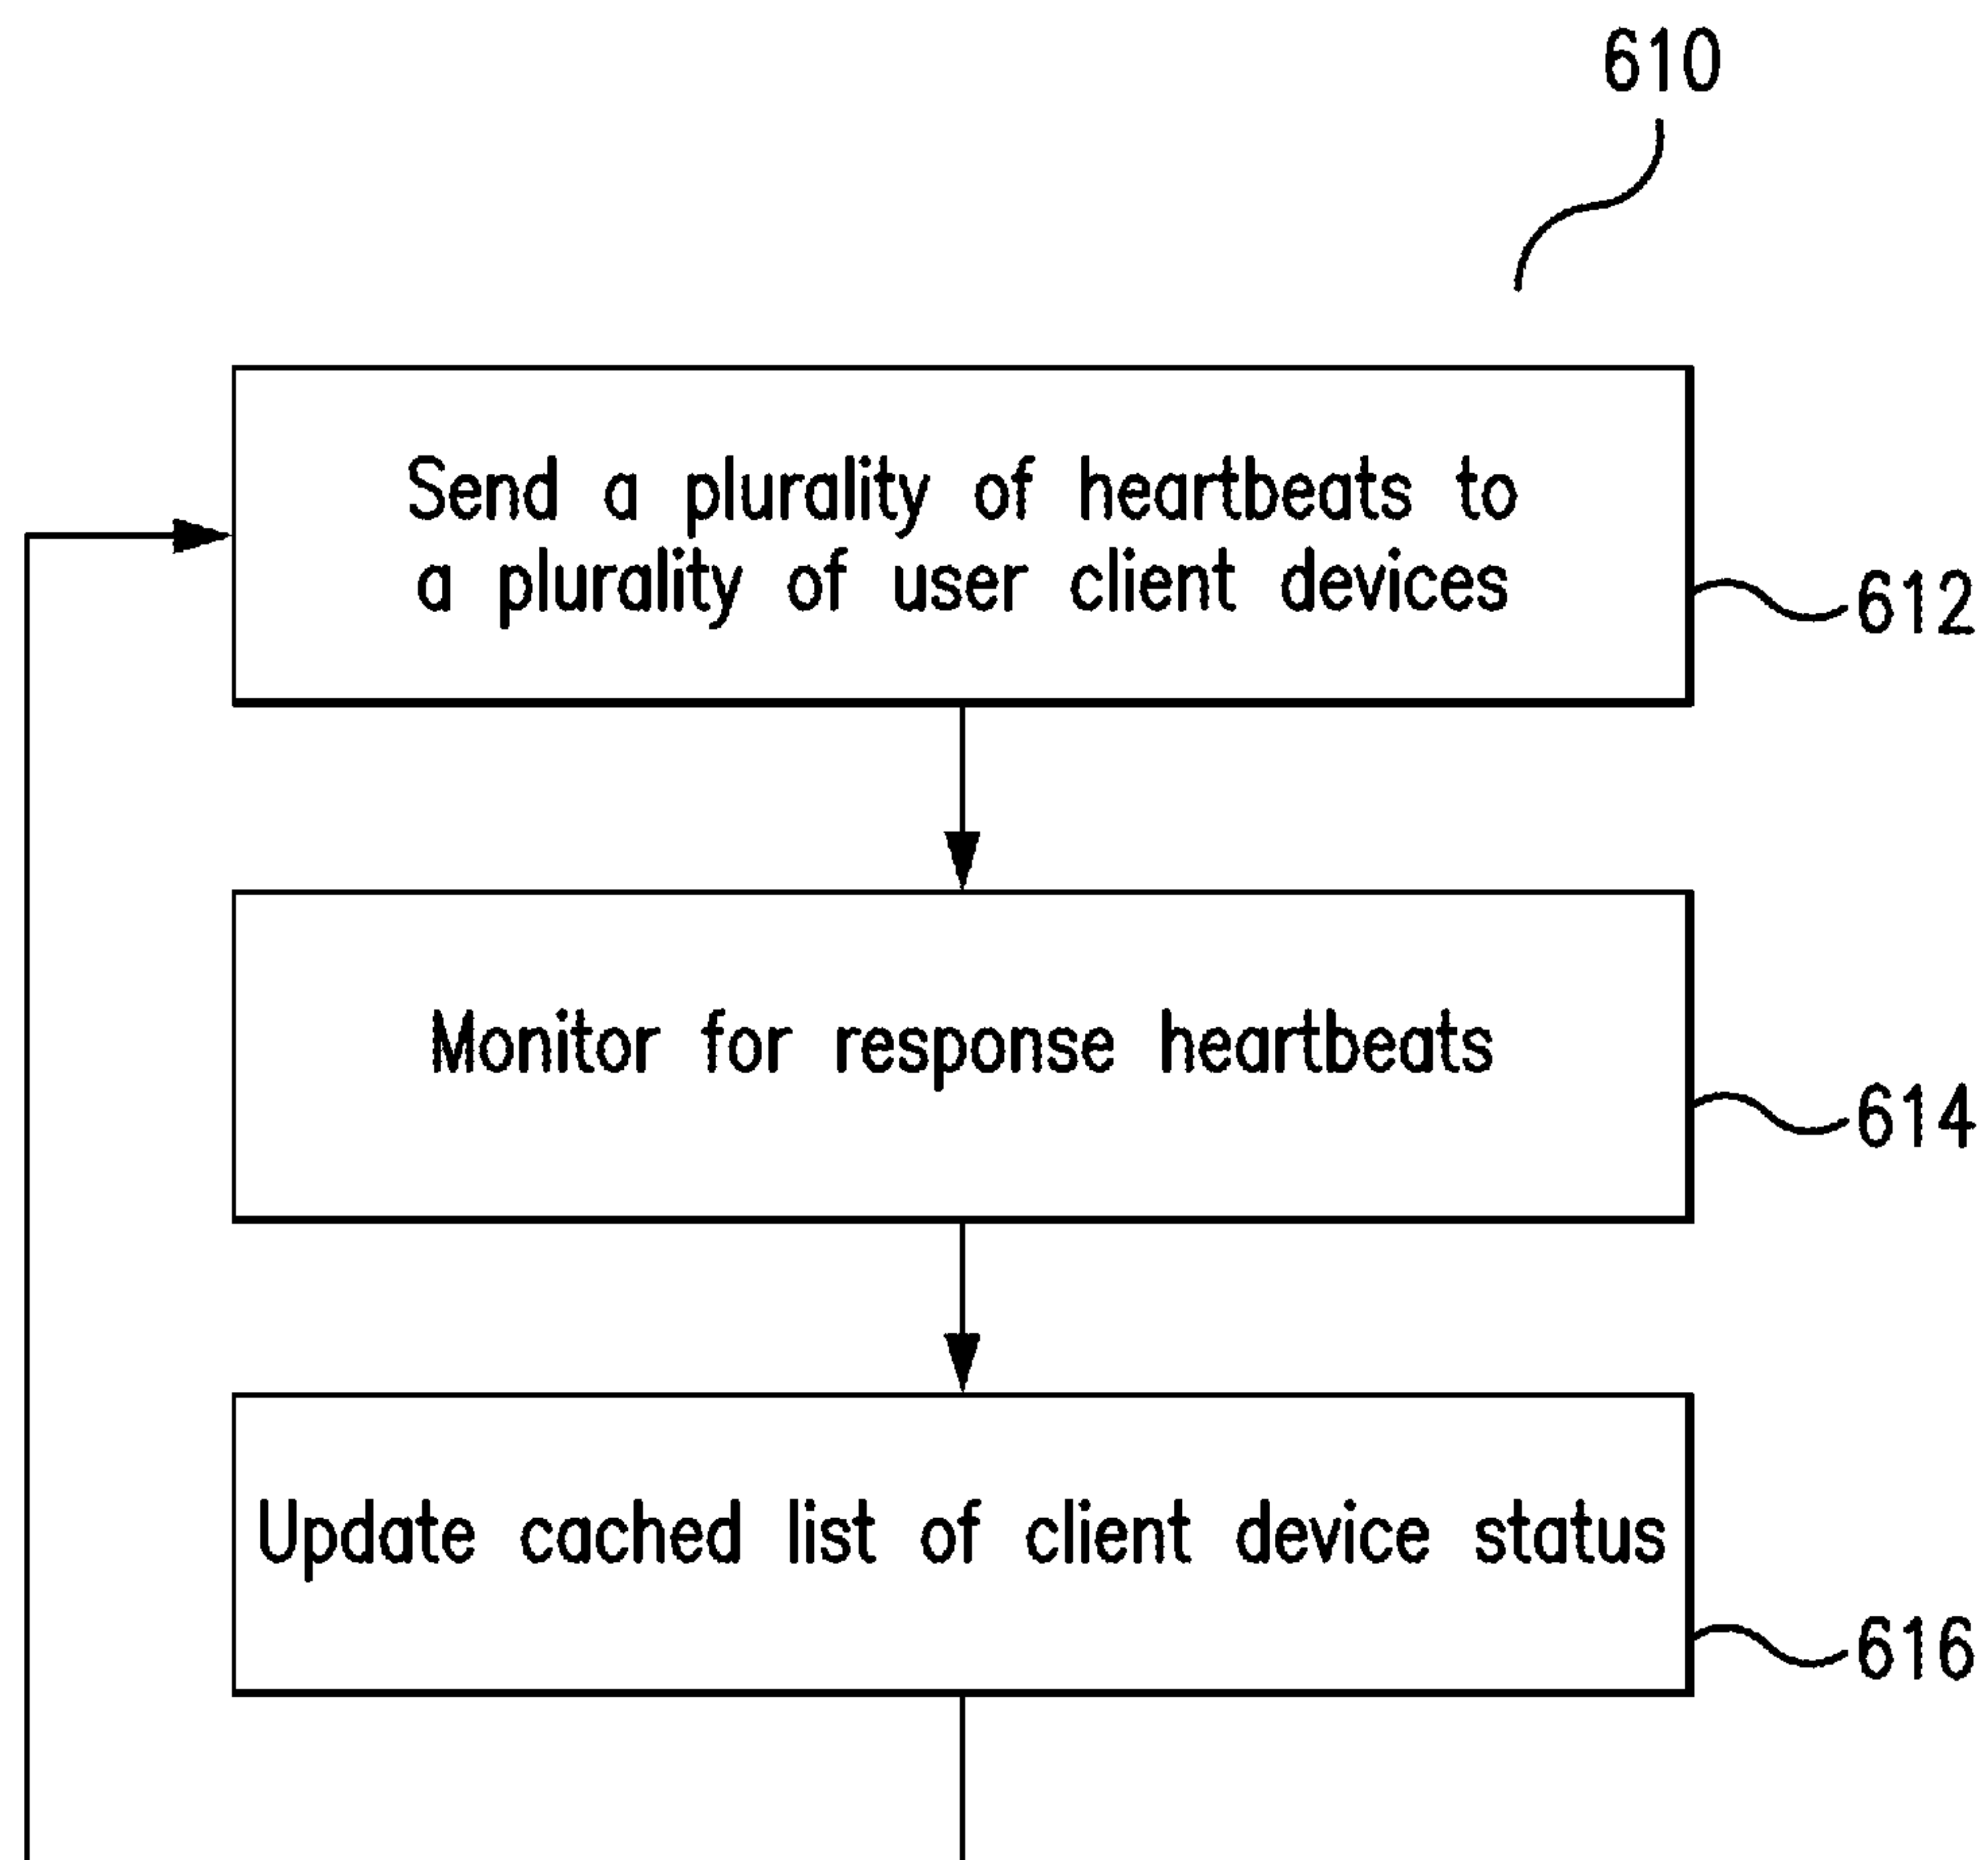 610
Send a plurality of heartbeats to
a plurality of user client devices
612
Monitor for response heartbeats
614
Update cached list of client device status
616